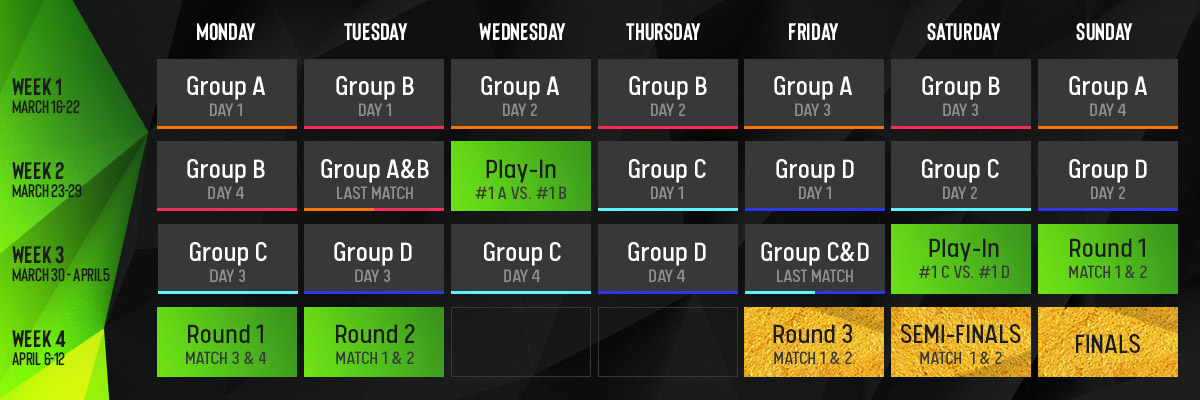 MONDAY TUESDAY WEDNESDAY THURSDAY FRIDAY SATURDAY SUNDAY
WEEK 1
MARCH 16-22
Group A
DAY 1
Group B
DAY 1
Group A
DAY 2
Group B
DAY 2
Group A
DAY 3
Group B
DAY 3
Group A
DAY 4
WEEK 2
MARCH 23-29
Group B
DAY 4
Group A&B
LAST MATCH
Play-In
#1 A VS. #1 B
Group C
DAY 1
Group D
DAY 1
Group C
DAY 2
Group D
DAY 2
WEEK 3
MARCH 30 - APRIL5
Group C
DAY 3
Group D
DAY 3
Group C
DAY 4
Group D
DAY 4
Group C&D
LAST MATCH
Play-In
#1 C VS. #1 D
Round 1
MATCH 1 & 2
WEEK 4
APRIL 6-12
Round 1
MATCH 3 & 4
Round 2
MATCH 1 & 2
Round 3
MATCH 1 & 2
SEMI-FINALS
MATCH 1 & 2
FINALS